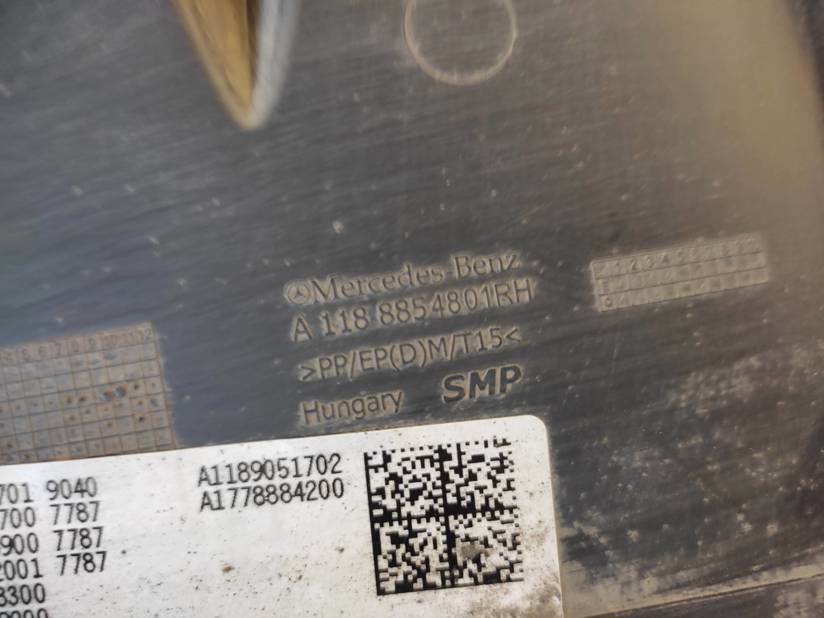 Mercedes-Benz
A 118 8854801RH
>PP/EP(D)M/T15<
Hungary SMP
701 9040
700 7787
900 7787
2001 7787
8300
A1189051702
A1778884200